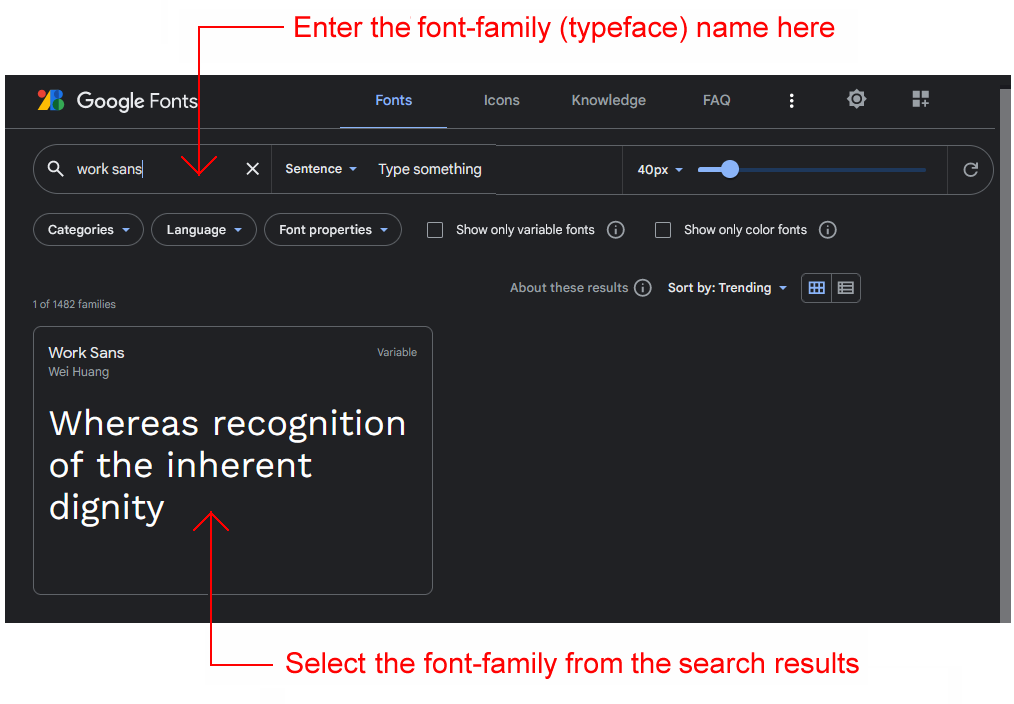 Enter the font-family (typeface) name here
Google Fonts
Fonts
Icons
Knowledge
FAQ
work sans
Sentence
Type something
40px
Categories
Language
Font properties
Show only variable fonts
Show only color fonts
About these results
Sort by: Trending
1 of 1482 families
Work Sans
Variable
Wei Huang
Whereas recognition
of the inherent
dignity
Select the font-family from the search results